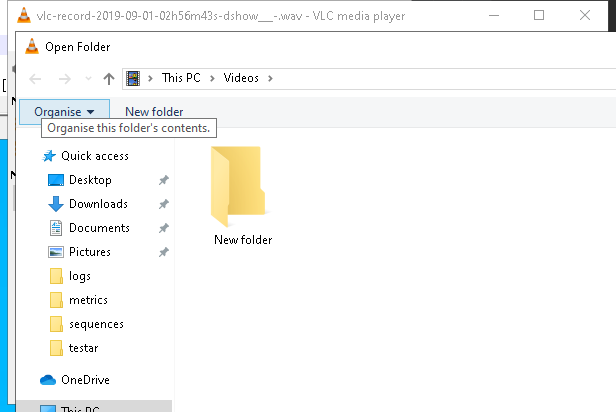 vlc-record-2019-09-01-02h56m43s-dshow___-.wav - VLC media player
Open Folder
This PC > Videos >
Organise New folder
Organise this folder's contents.
Quick access
Desktop
Downloads
Documents
Pictures
logs
metrics
sequences
testar
OneDrive
This PC
New folder